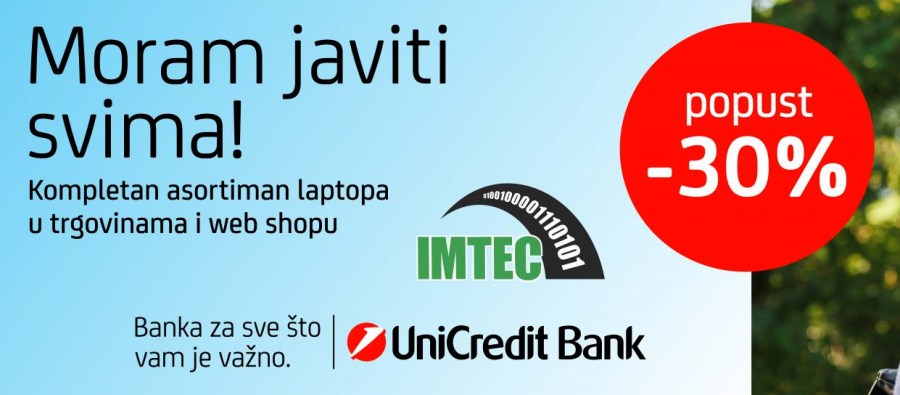 Moram javiti
svima!
Kompletan asortiman laptopa
u trgovinama i web shopu
popust
-30%
0100100001110101
IMTEC
Banka za sve što
vam je važno.
UniCredit Bank